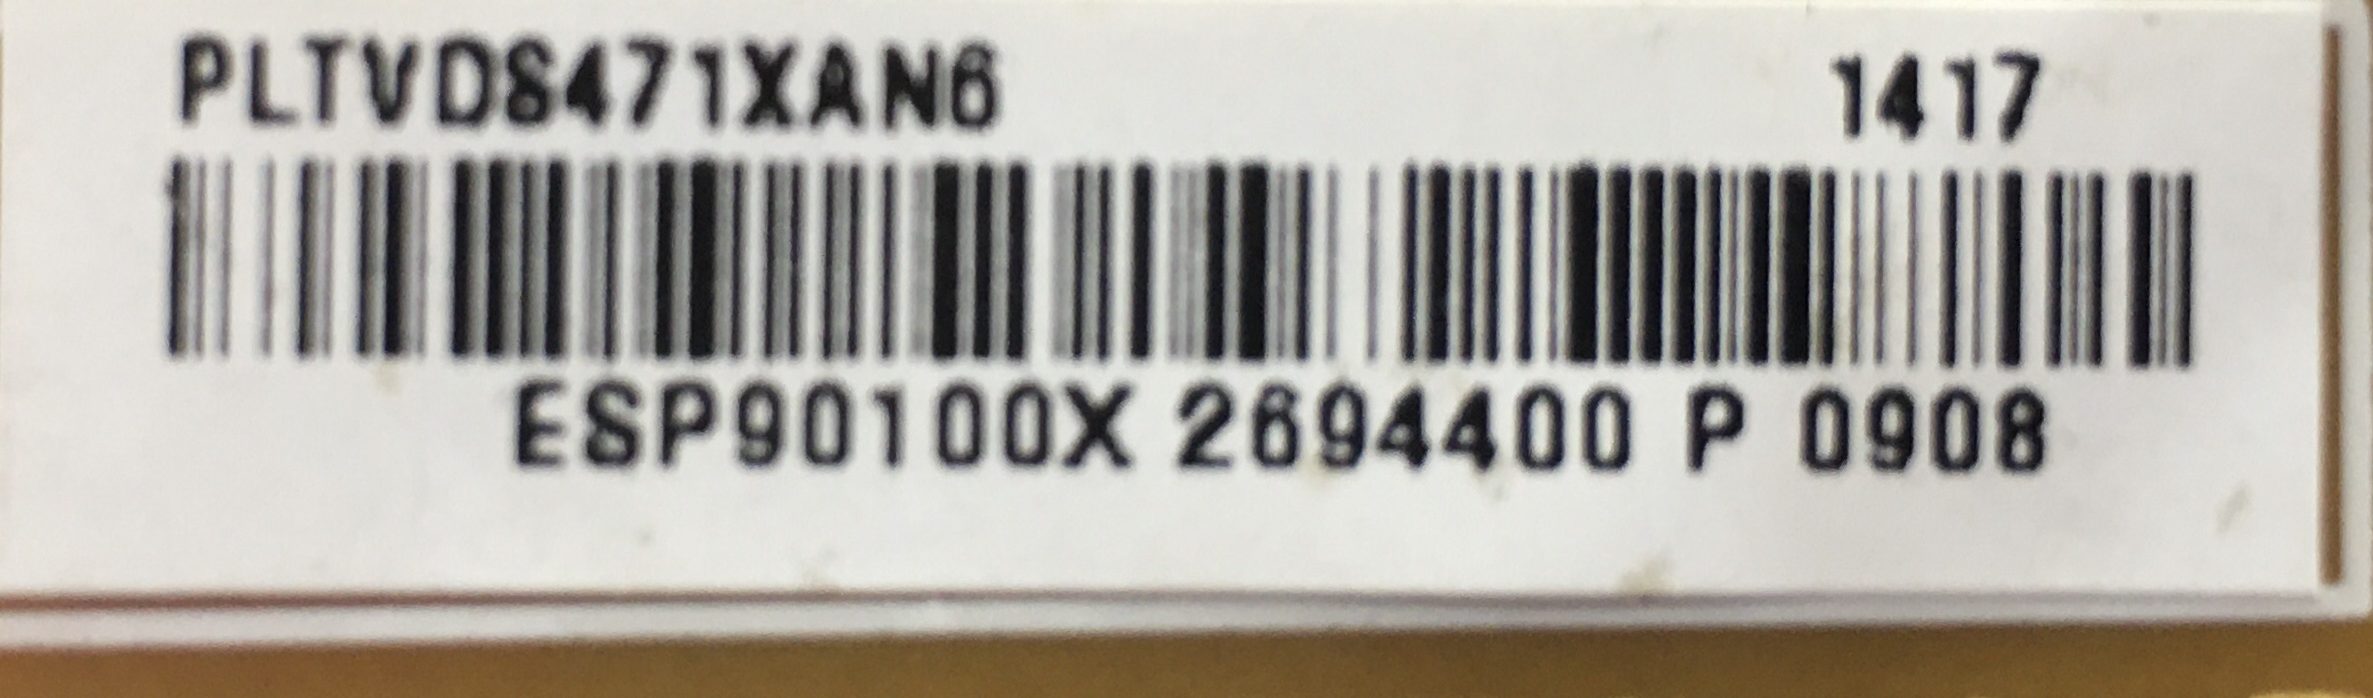 PLTVDS471XAN6 1417
ESP90100X 2694400 P 0908